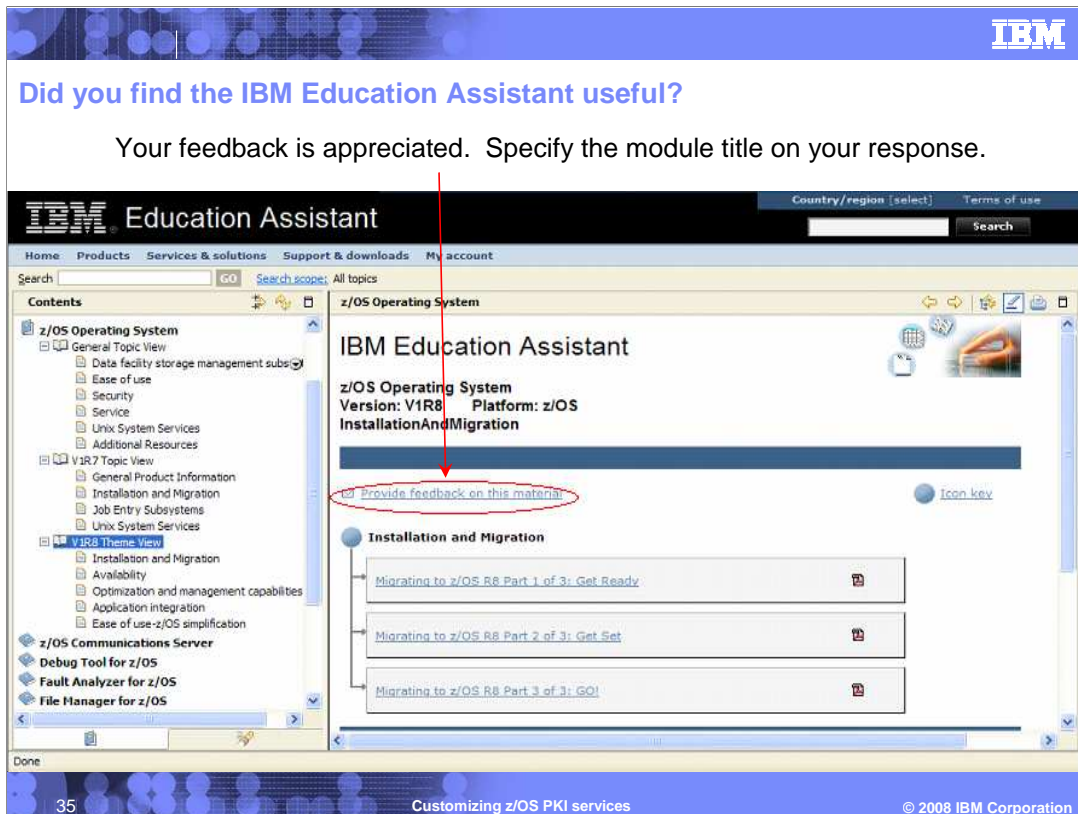 IBM
Did you find the IBM Education Assistant useful?
Your feedback is appreciated. Specify the module title on your response.
IBM® Education Assistant
Country/region [select] Terms of use
Search
Home Products Services & solutions Support & downloads My account
Search GO Search scope: All topics
Contents
z/OS Operating System
General Topic View
Data facility storage management subs
Ease of use
Security
Service
Unix System Services
Additional Resources
V1R7 Topic View
General Product Information
Installation and Migration
Job Entry Subsystems
Unix System Services
V1R8 Theme View
Installation and Migration
Availability
Optimization and management capabilities
Application integration
Ease of use-z/OS simplification
z/OS Communications Server
Debug Tool for z/OS
Fault Analyzer for z/OS
File Manager for z/OS
z/OS Operating System
IBM Education Assistant
z/OS Operating System
Version: V1R8 Platform: z/OS
InstallationAndMigration
Provide feedback on this material
Icon key
Installation and Migration
Migrating to z/OS R8 Part 1 of 3: Get Ready
Migrating to z/OS R8 Part 2 of 3: Get Set
Migrating to z/OS R8 Part 3 of 3: GO!
Done
35
Customizing z/OS PKI services
© 2008 IBM Corporation